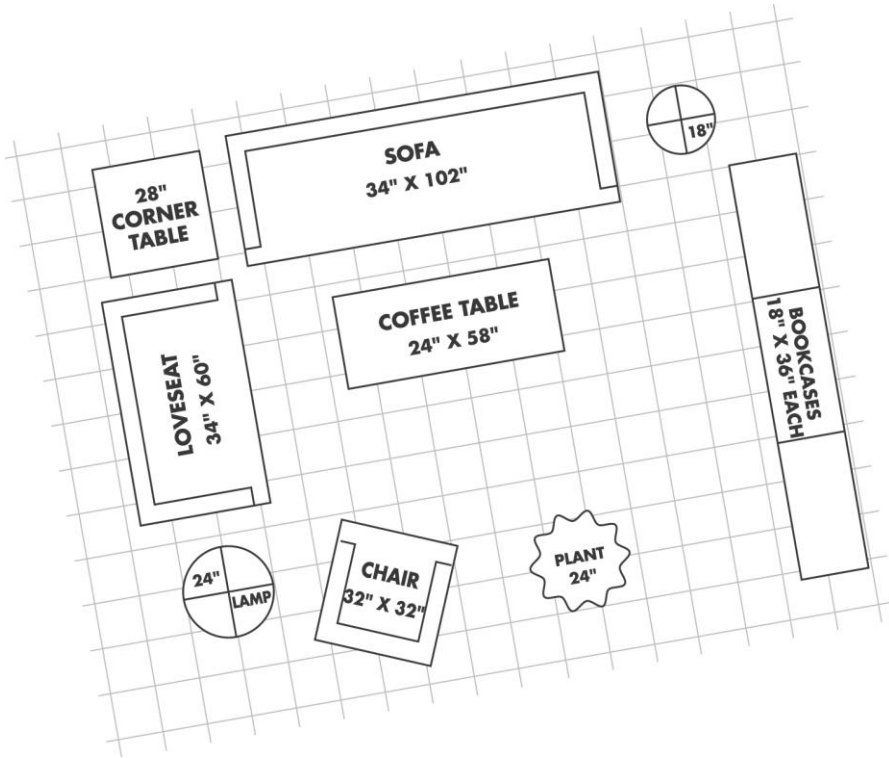 SOFA
34" X 102"
18"
28"
CORNER
TABLE
COFFEE TABLE
24" X 58"
LOVESEAT
34" X 60"
BOOKCASES
18" X 36" EACH
24"
LAMP
CHAIR
32" X 32"
PLANT
24"